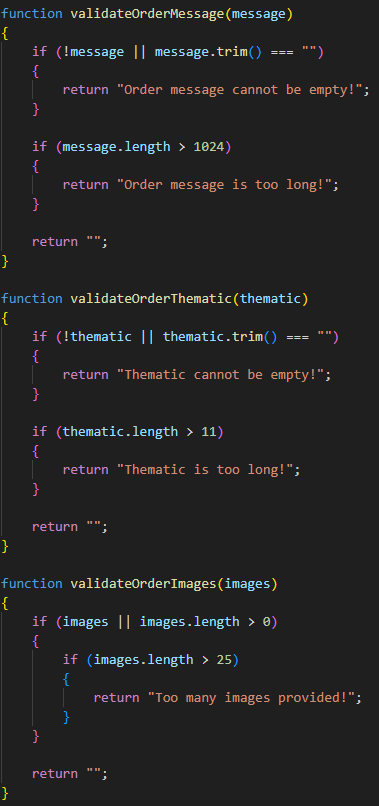 function validateOrderMessage(message)
{
    if (!message || message.trim() === "")
    {
        return "Order message cannot be empty!";
    }

    if (message.length > 1024)
    {
        return "Order message is too long!";
    }

    return "";
}

function validateOrderThematic(thematic)
{
    if (!thematic || thematic.trim() === "")
    {
        return "Thematic cannot be empty!";
    }

    if (thematic.length > 11)
    {
        return "Thematic is too long!";
    }

    return "";
}

function validateOrderImages(images)
{
    if (images || images.length > 0)
    {
        if (images.length > 25)
        {
            return "Too many images provided!";
        }
    }

    return "";
}